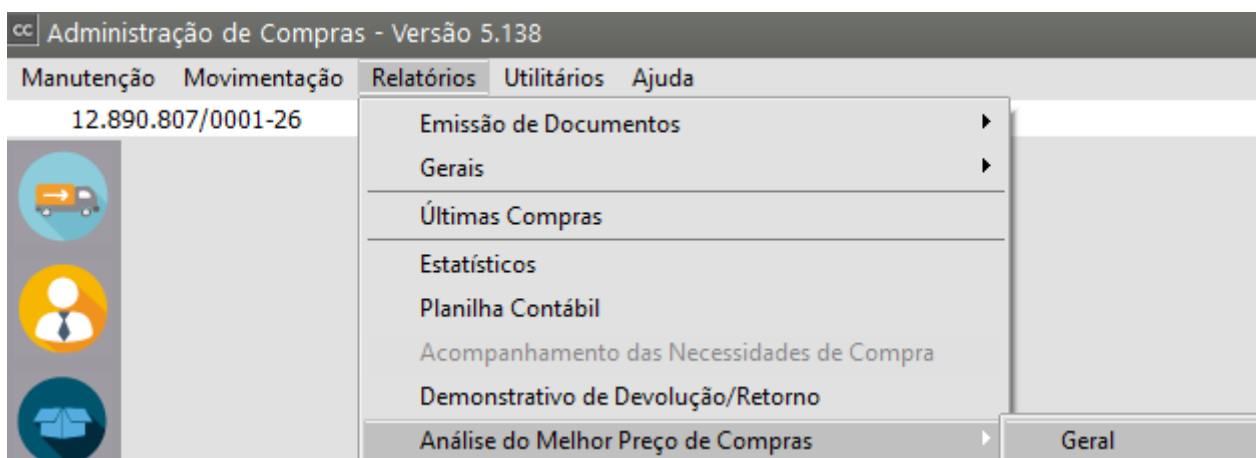 cc Administração de Compras - Versão 5.138
Manutenção Movimentação Relatórios Utilitários Ajuda
12.890.807/0001-26
Emissão de Documentos
Gerais
Últimas Compras
Estatísticos
Planilha Contábil
Acompanhamento das Necessidades de Compra
Demonstrativo de Devolução/Retorno
Análise do Melhor Preço de Compras Geral